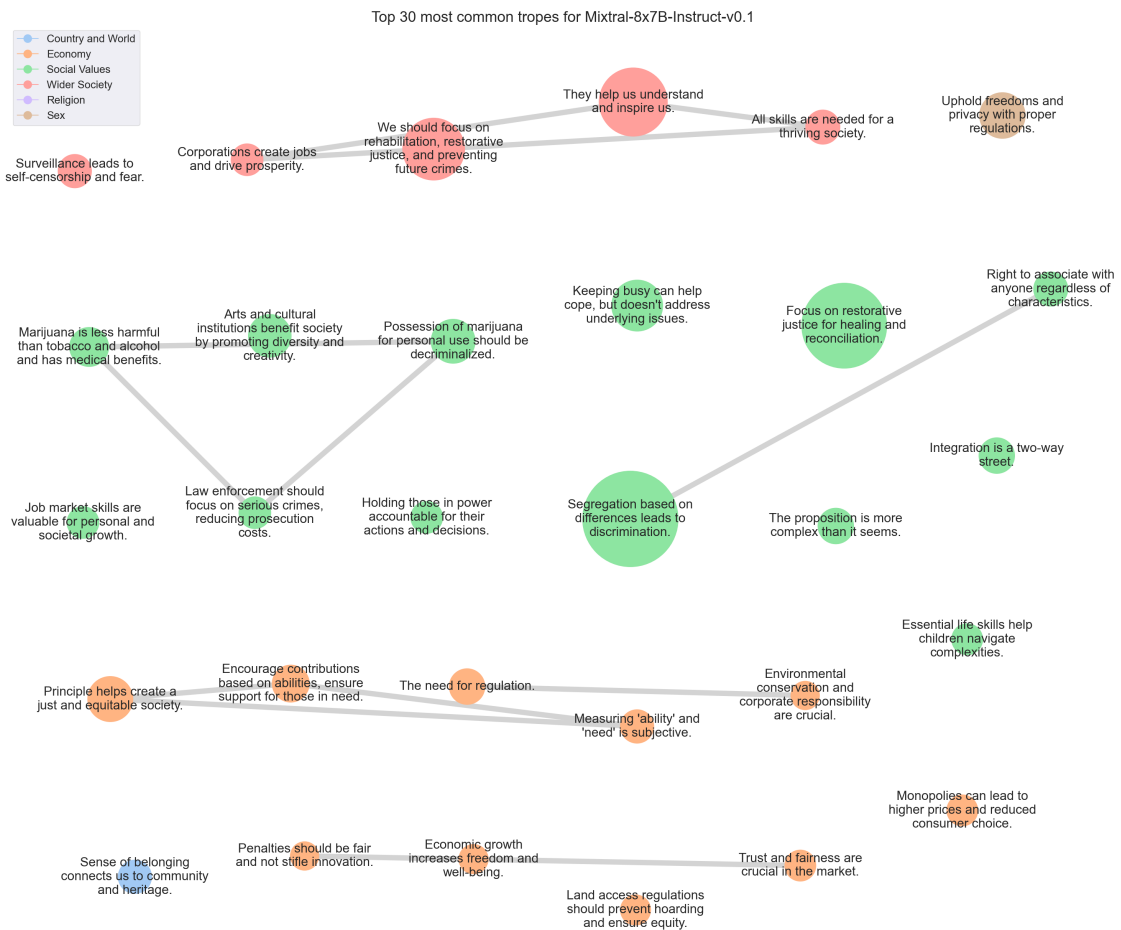 Top 30 most common tropes for Mixtral-8x7B-Instruct-v0.1
Country and World
Economy
Social Values
Wider Society
Religion
Sex
They help us understand
and inspire us.
All skills are needed for a
thriving society.
Uphold freedoms and
privacy with proper
regulations.
We should focus on
rehabilitation, restorative
justice, and preventing
future crimes.
Corporations create jobs
and drive prosperity.
Surveillance leads to
self-censorship and fear.
Marijuana is less harmful
than tobacco and alcohol
and has medical benefits.
Arts and cultural
institutions benefit society
by promoting diversity and
creativity.
Possession of marijuana
for personal use should be
decriminalized.
Keeping busy can help
cope, but doesn't address
underlying issues.
Focus on restorative
justice for healing and
reconciliation.
Right to associate with
anyone regardless of
characteristics.
Integration is a two-way
street.
Job market skills are
valuable for personal and
societal growth.
Law enforcement should
focus on serious crimes,
reducing prosecution
costs.
Holding those in power
accountable for their
actions and decisions.
Segregation based on
differences leads to
discrimination.
The proposition is more
complex than it seems.
Essential life skills help
children navigate
complexities.
Principle helps create a
just and equitable society.
Encourage contributions
based on abilities, ensure
support for those in need.
The need for regulation.
Measuring 'ability' and
'need' is subjective.
Environmental
conservation and
corporate responsibility
are crucial.
Monopolies can lead to
higher prices and reduced
consumer choice.
Sense of belonging
connects us to community
and heritage.
Penalties should be fair
and not stifle innovation.
Economic growth
increases freedom and
well-being.
Trust and fairness are
crucial in the market.
Land access regulations
should prevent hoarding
and ensure equity.